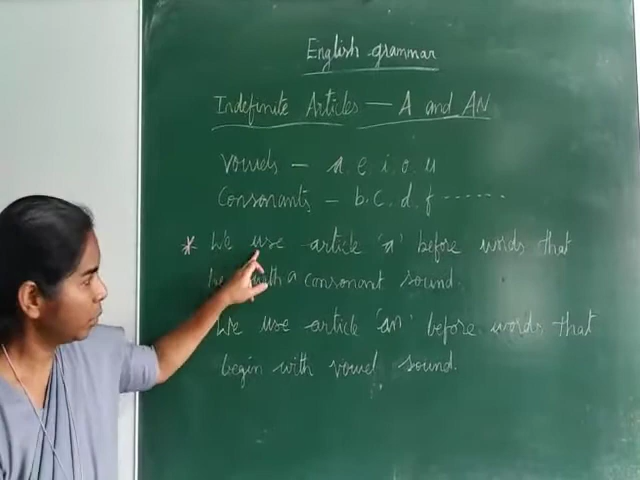 English grammar
Indefinite Articles — A and AN
Vowels — a, e, i, o, u
Consonants — b, c, d, f ......
* We use article 'a' before words that
with a consonant sound.
We use article 'an' before words that
begin with vowel sound.